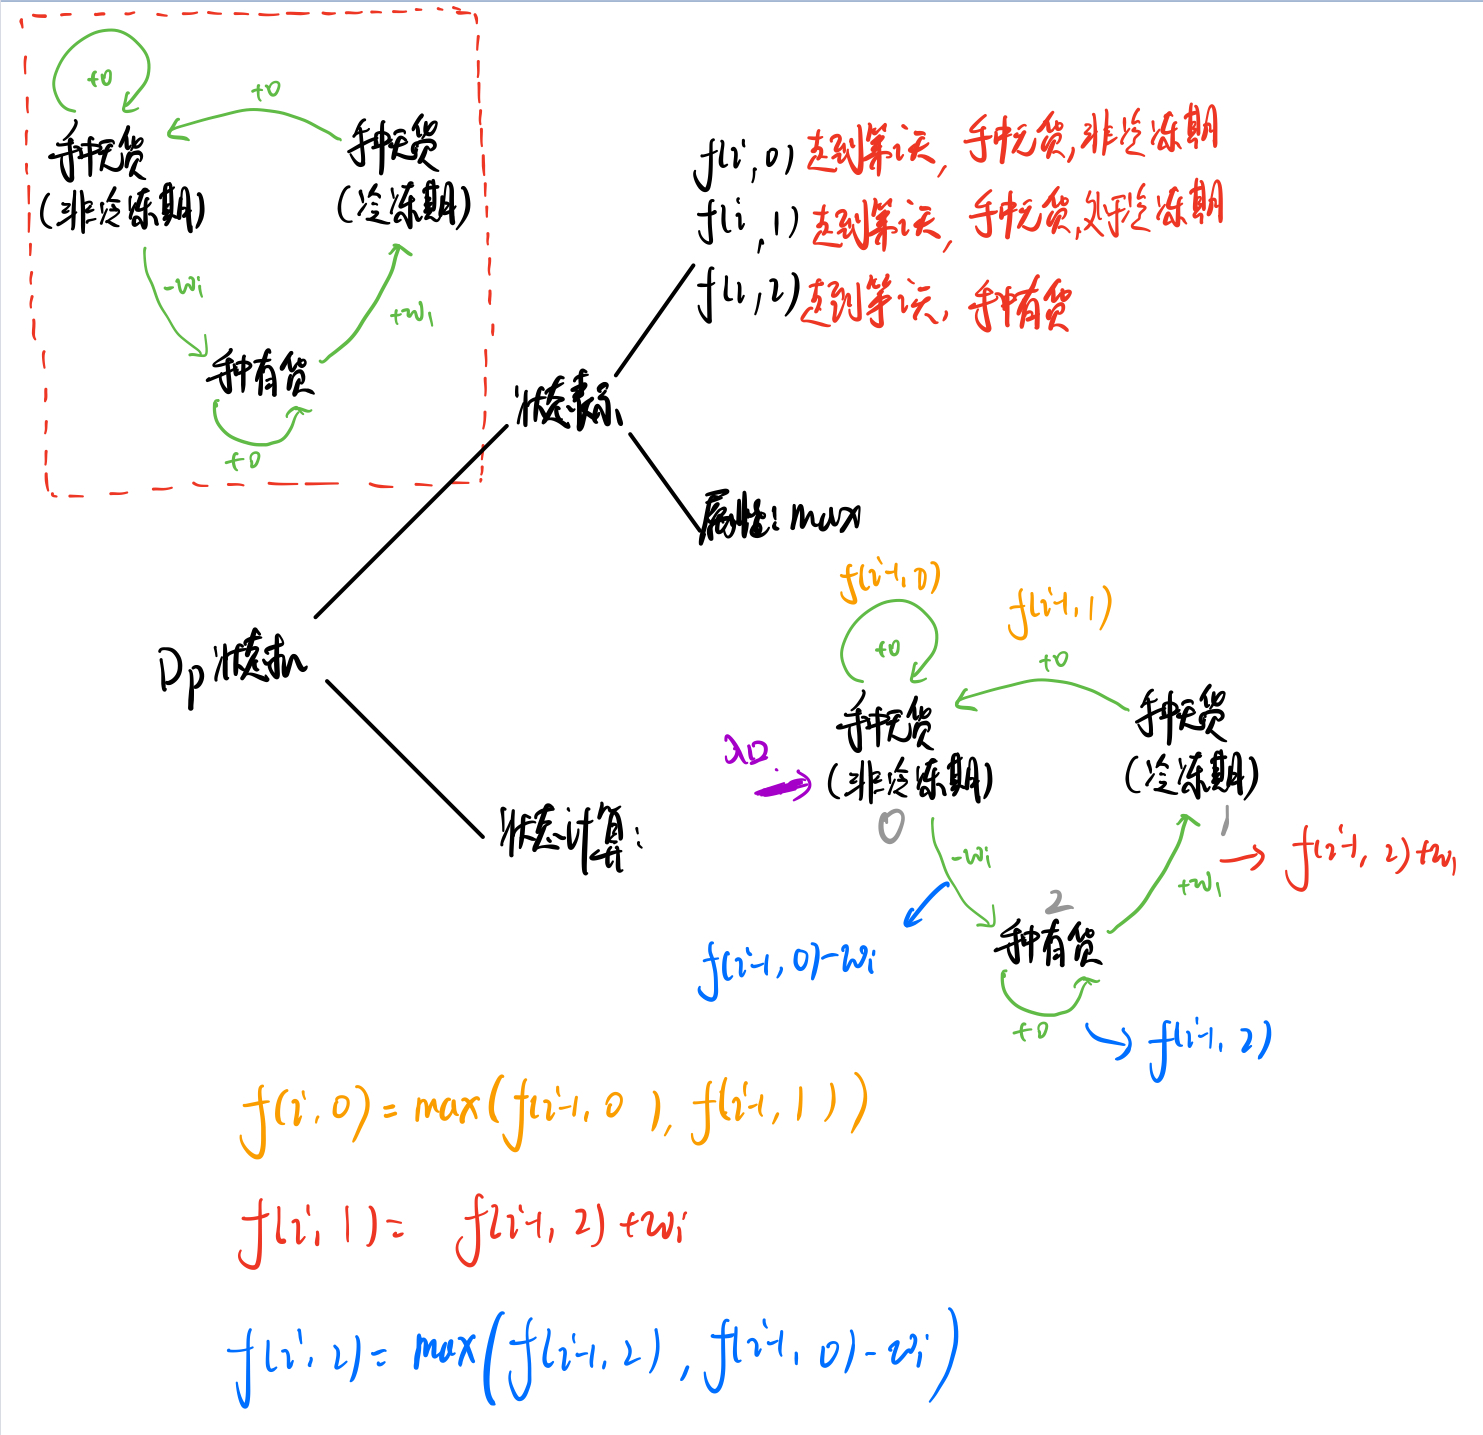 +0
+0
手中无货
(非冷冻期)
手中无货
(冷冻期)
-wi
+wi
手中有货
+0
f(i,0) 走到第i天, 手中无货, 非冷冻期
f(i,1) 走到第i天, 手中无货, 处于冷冻期
f(i,2) 走到第i天, 手中有货
状态表示
属性: max
Dp 状态机
状态计算:
f(i-1,0)
f(i-1,1)
+0
+0
手中无货
(非冷冻期)
0
手中无货
(冷冻期)
1
-wi
+wi
f(i-1,2)+wi
2
手中有货
f(i-1,0)-wi
+0
f(i-1,2)
f(i,0)=max(f(i-1,0), f(i-1,1))
f(i,1)= f(i-1,2)+wi
f(i,2)=max(f(i-1,2), f(i-1,0)-wi)